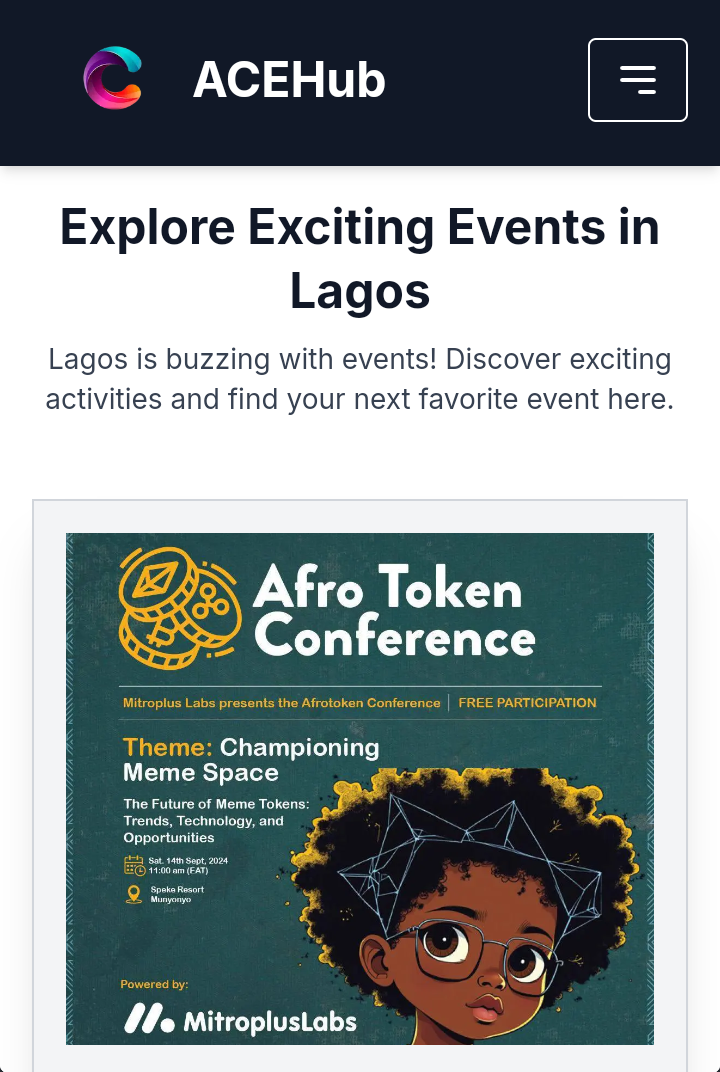 ACEHub
Explore Exciting Events in
Lagos
Lagos is buzzing with events! Discover exciting
activities and find your next favorite event here.
Afro Token
Conference
Mitroplus Labs presents the Afrotoken Conference | FREE PARTICIPATION
Theme: Championing
Meme Space
The Future of Meme Tokens:
Trends, Technology, and
Opportunities
Sat. 14th Sept, 2024
11:00 am (EAT)
Speke Resort
Munyonyo
Powered by:
MitroplusLabs